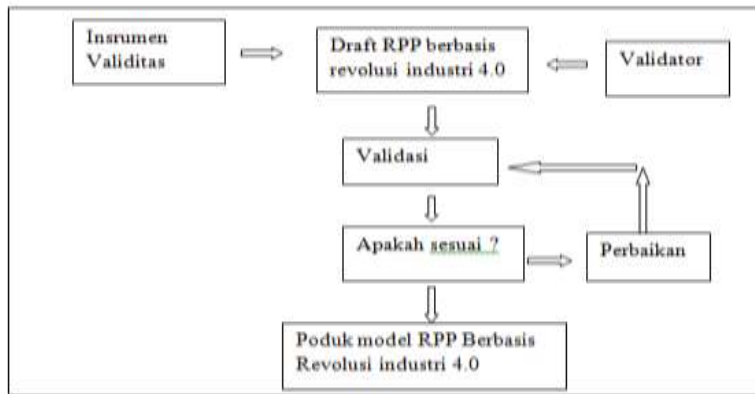 Insrumen
Validitas
Draft RPP berbasis
revolusi industri 4.0
Validator
Validasi
Apakah sesuai ?
Perbaikan
Poduk model RPP Berbasis
Revolusi industri 4.0